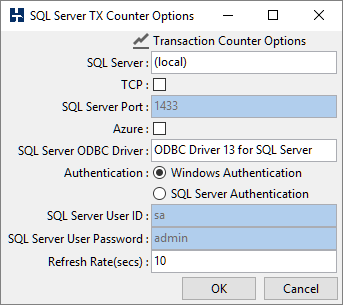 SQL Server TX Counter Options
Transaction Counter Options
SQL Server : (local)
TCP :
SQL Server Port : 1433
Azure :
SQL Server ODBC Driver : ODBC Driver 13 for SQL Server
Authentication : Windows Authentication
SQL Server Authentication
SQL Server User ID : sa
SQL Server User Password : admin
Refresh Rate(secs) : 10
OK Cancel